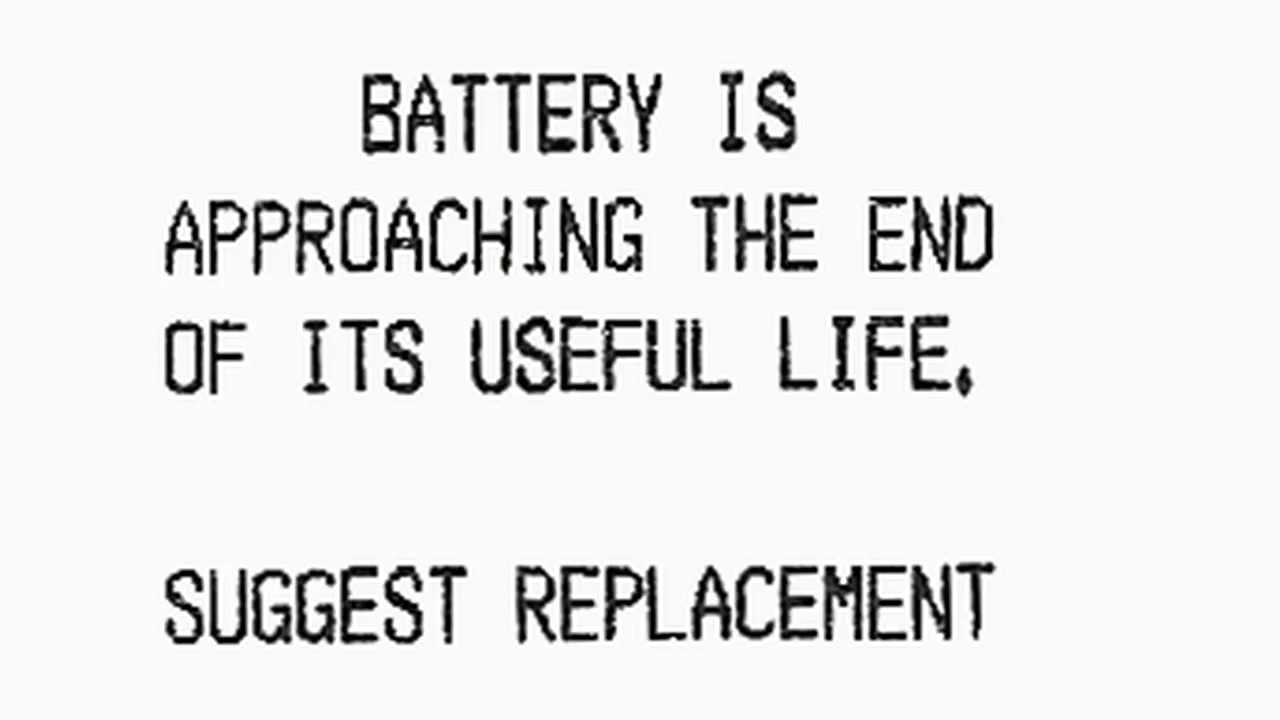 BATTERY IS
APPROACHING THE END
OF ITS USEFUL LIFE.
SUGGEST REPLACEMENT